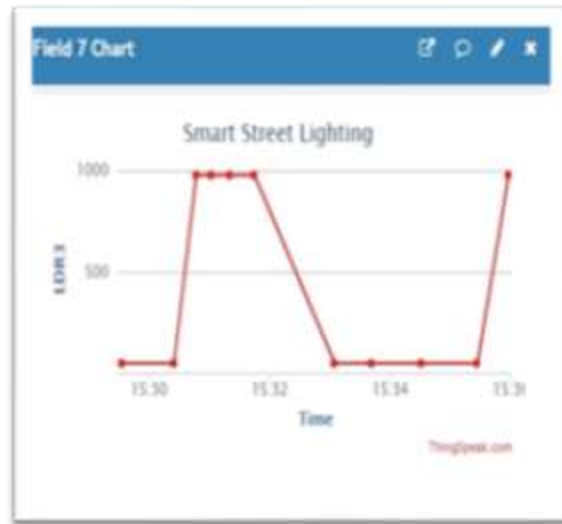 Field 7 Chart
Smart Street Lighting
1000
500
LDR3
15:30 15:32 15:34
Time
ThingSpeak.com